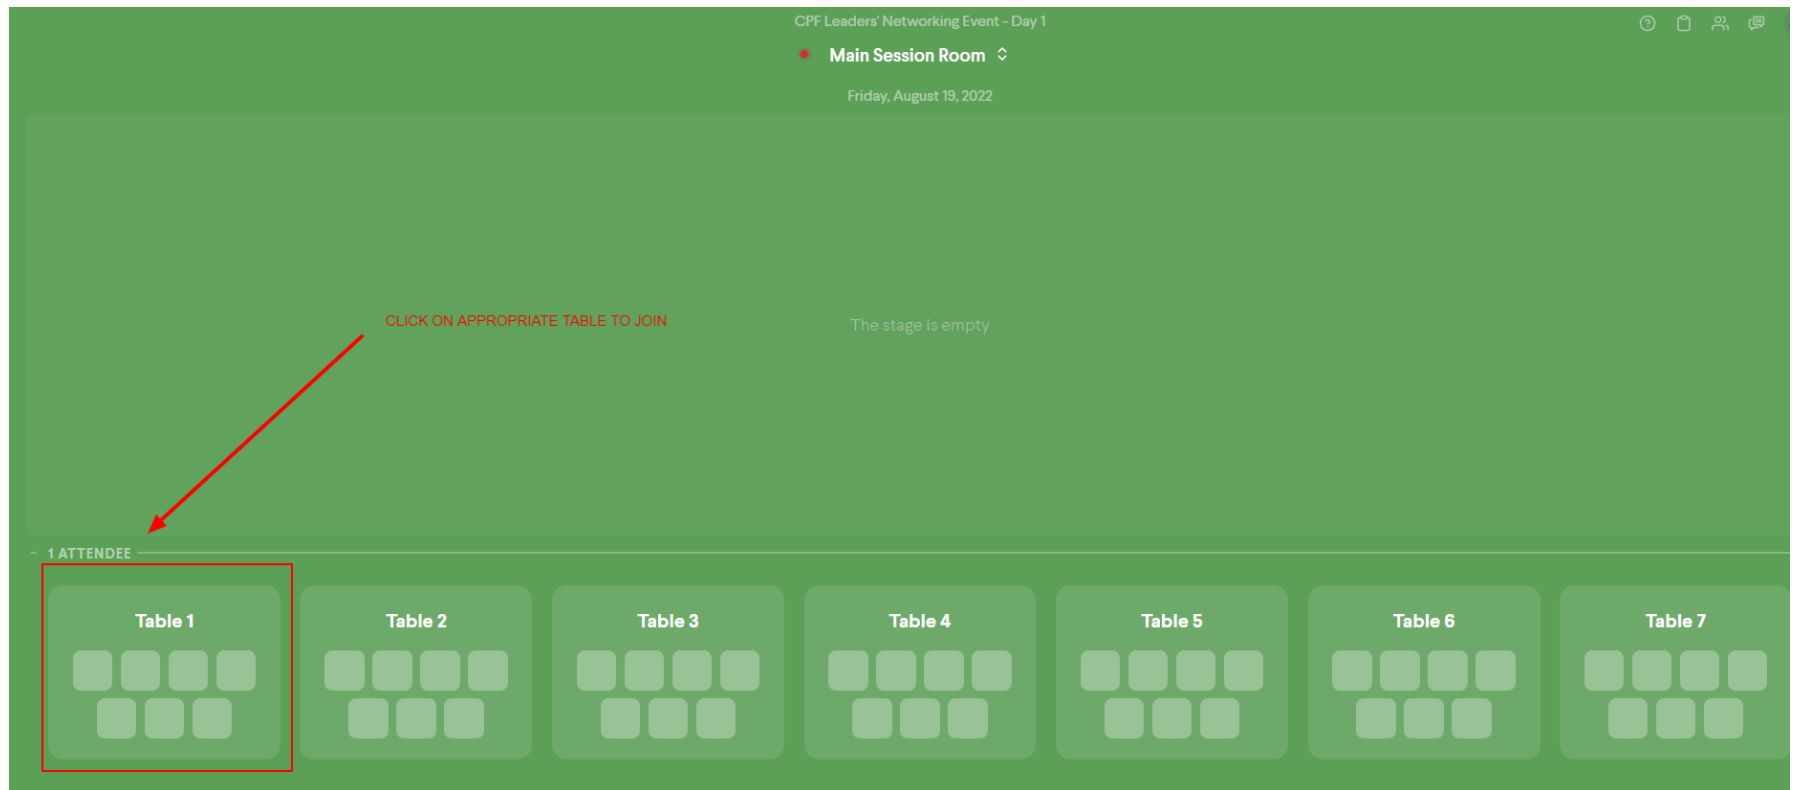 CPF Leaders' Networking Event - Day 1
Main Session Room
Friday, August 19, 2022
CLICK ON APPROPRIATE TABLE TO JOIN
The stage is empty
1 ATTENDEE
Table 1
Table 2
Table 3
Table 4
Table 5
Table 6
Table 7